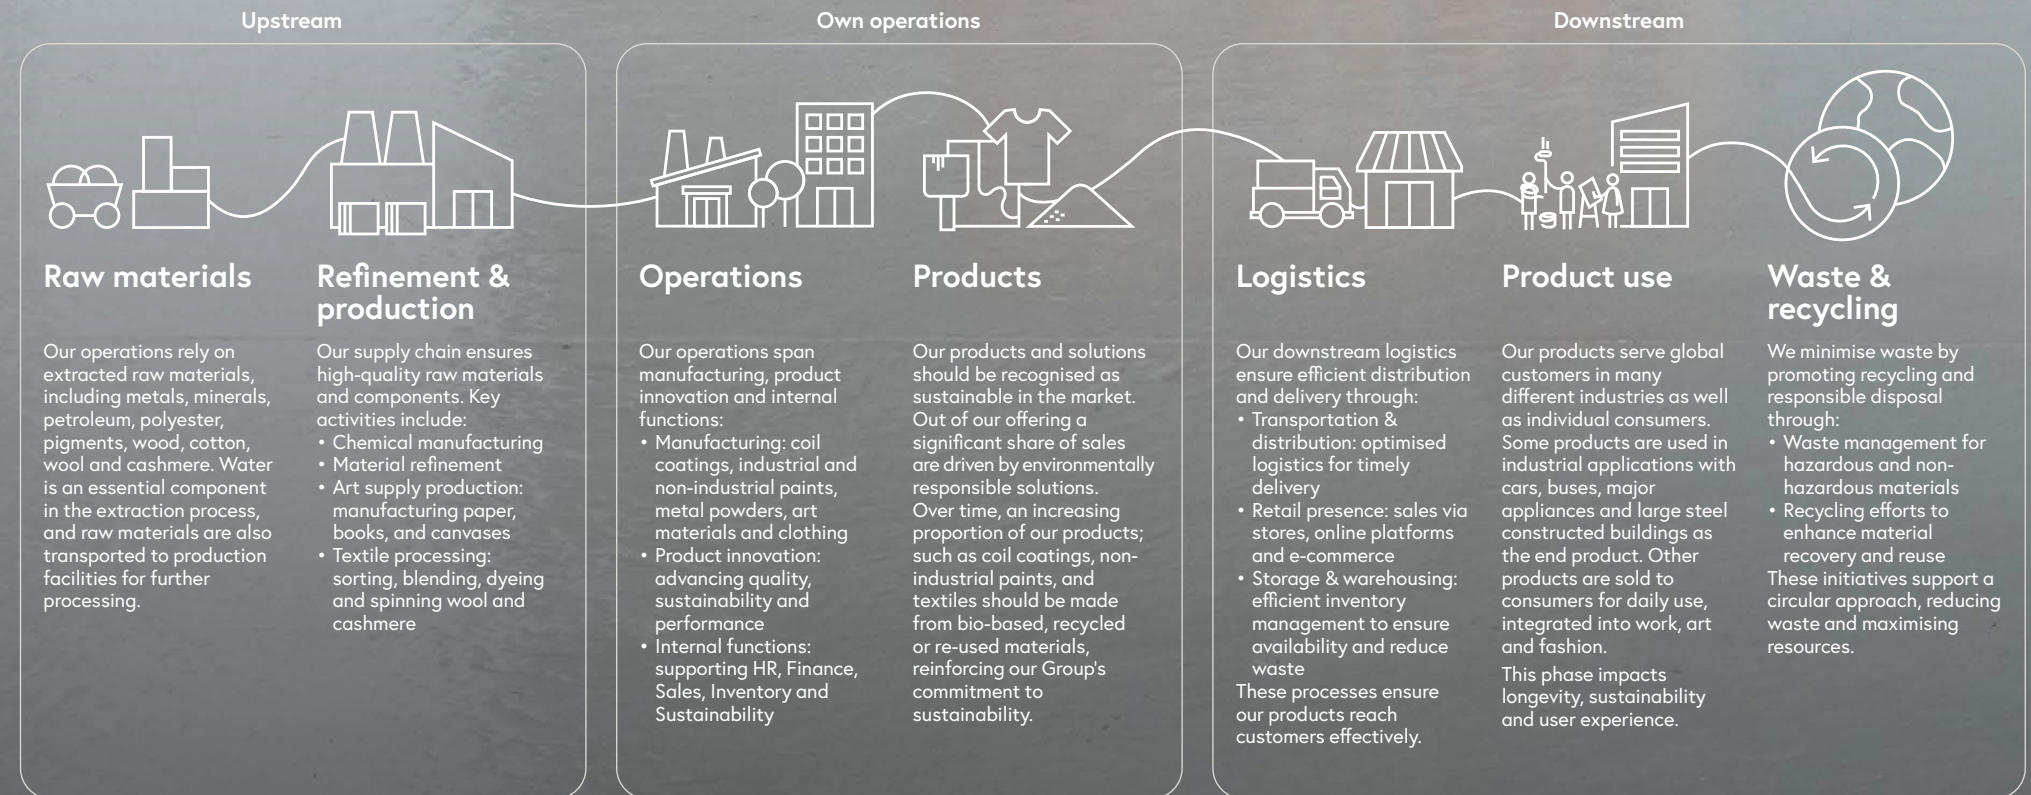 Upstream
Raw materials
Our operations rely on
extracted raw materials,
including metals, minerals,
petroleum, polyester,
pigments, wood, cotton,
wool and cashmere. Water
is an essential component
in the extraction process,
and raw materials are also
transported to production
facilities for further
processing.
Refinement &
production
Our supply chain ensures
high-quality raw materials
and components. Key
activities include:
• Chemical manufacturing
• Material refinement
• Art supply production:
manufacturing paper,
books, and canvases
• Textile processing:
sorting, blending, dyeing
and spinning wool and
cashmere
Own operations
Operations
Our operations span
manufacturing, product
innovation and internal
functions:
• Manufacturing: coil
coatings, industrial and
non-industrial paints,
metal powders, art
materials and clothing
• Product innovation:
advancing quality,
sustainability and
performance
• Internal functions:
supporting HR, Finance,
Sales, Inventory and
Sustainability
Products
Our products and solutions
should be recognised as
sustainable in the market.
Out of our offering a
significant share of sales
are driven by environmentally
responsible solutions.
Over time, an increasing
proportion of our products;
such as coil coatings, non-
industrial paints, and
textiles should be made
from bio-based, recycled
or re-used materials,
reinforcing our Group's
commitment to
sustainability.
Downstream
Logistics
Our downstream logistics
ensure efficient distribution
and delivery through:
• Transportation &
distribution: optimised
logistics for timely
delivery
• Retail presence: sales via
stores, online platforms
and e-commerce
• Storage & warehousing:
efficient inventory
management to ensure
availability and reduce
waste
These processes ensure
our products reach
customers effectively.
Product use
Our products serve global
customers in many
different industries as well
as individual consumers.
Some products are used in
industrial applications with
cars, buses, major
appliances and large steel
constructed buildings as
the end product. Other
products are sold to
consumers for daily use,
integrated into work, art
and fashion.
This phase impacts
longevity, sustainability
and user experience.
Waste &
recycling
We minimise waste by
promoting recycling and
responsible disposal
through:
• Waste management for
hazardous and non-
hazardous materials
• Recycling efforts to
enhance material
recovery and reuse
These initiatives support a
circular approach, reducing
waste and maximising
resources.